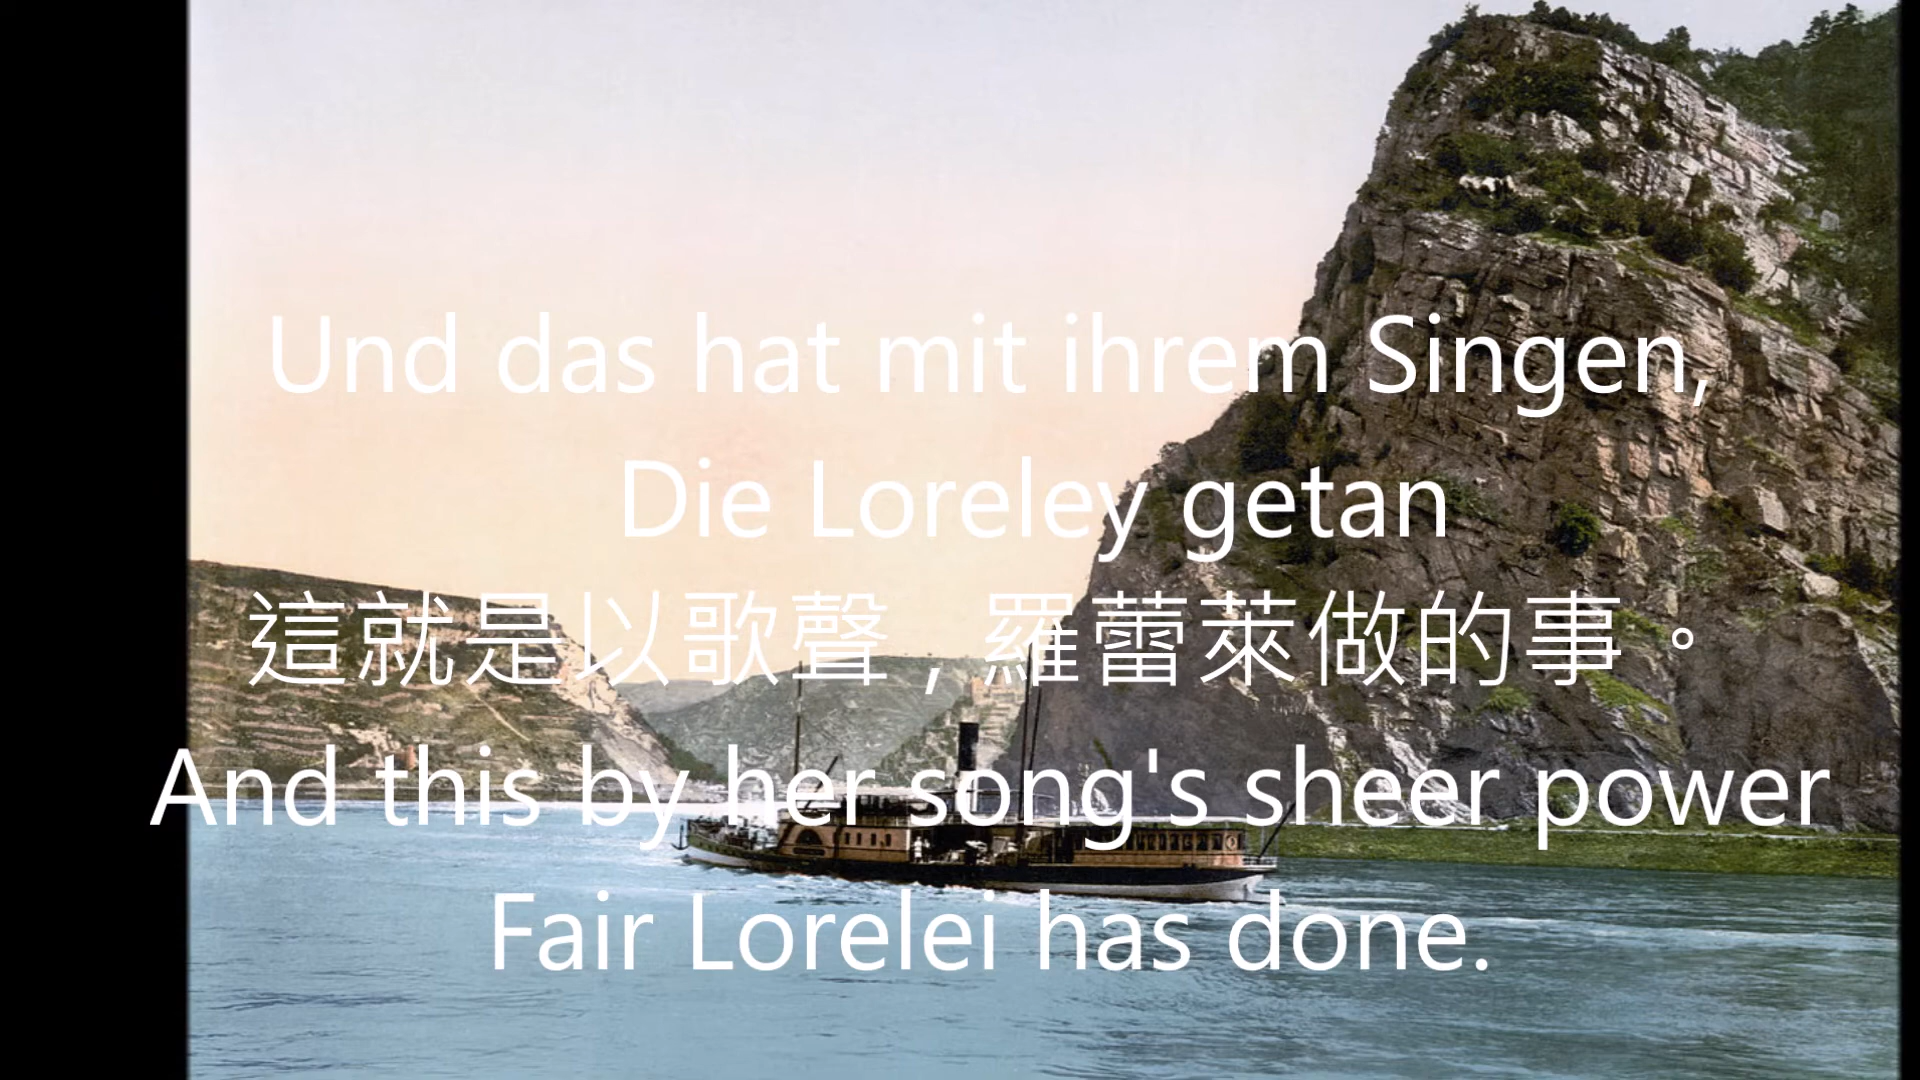 Und das hat mit ihrem Singen,
Die Loreley getan
這就是以歌聲，羅蕾萊做的事。
And this by her song's sheer power
Fair Lorelei has done.